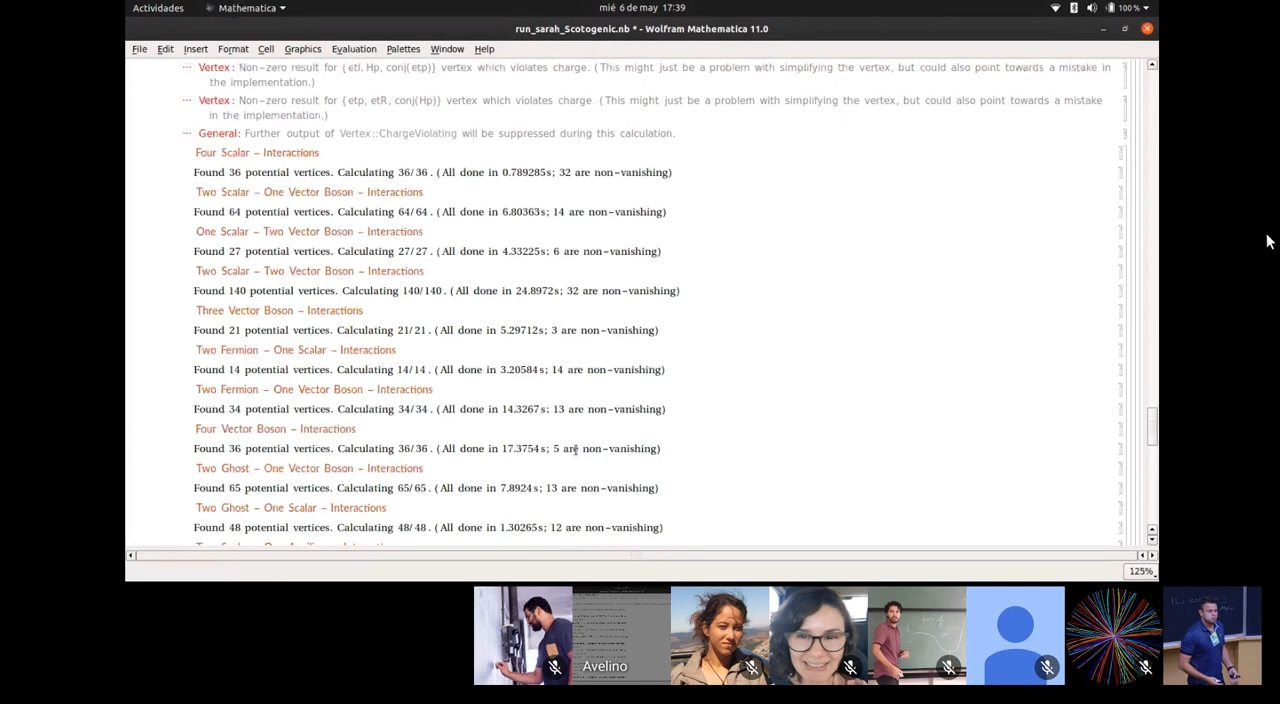 Actividades
Mathematica
mié 6 de may 17:39
100 %
run_sarah_Scotogenic.nb * - Wolfram Mathematica 11.0
File Edit Insert Format Cell Graphics Evaluation Palettes Window Help
Vertex: Non-zero result for {etI, Hp, conj(etp)} vertex which violates charge. (This might just be a problem with simplifying the vertex, but could also point towards a mistake in
the implementation.)
Vertex: Non-zero result for {etp, etR, conj(Hp)} vertex which violates charge. (This might just be a problem with simplifying the vertex, but could also point towards a mistake
in the implementation.)
General: Further output of Vertex::ChargeViolating will be suppressed during this calculation.
Four Scalar – Interactions
Found 36 potential vertices. Calculating 36/36. (All done in 0.789285s; 32 are non-vanishing)
Two Scalar – One Vector Boson – Interactions
Found 64 potential vertices. Calculating 64/64. (All done in 6.80363s; 14 are non-vanishing)
One Scalar – Two Vector Boson – Interactions
Found 27 potential vertices. Calculating 27/27. (All done in 4.33225s; 6 are non-vanishing)
Two Scalar – Two Vector Boson – Interactions
Found 140 potential vertices. Calculating 140/140. (All done in 24.8972s; 32 are non-vanishing)
Three Vector Boson – Interactions
Found 21 potential vertices. Calculating 21/21. (All done in 5.29712s; 3 are non-vanishing)
Two Fermion – One Scalar – Interactions
Found 14 potential vertices. Calculating 14/14. (All done in 3.20584s; 14 are non-vanishing)
Two Fermion – One Vector Boson – Interactions
Found 34 potential vertices. Calculating 34/34. (All done in 14.3267s; 13 are non-vanishing)
Four Vector Boson – Interactions
Found 36 potential vertices. Calculating 36/36. (All done in 17.3754s; 5 are non-vanishing)
Two Ghost – One Vector Boson – Interactions
Found 65 potential vertices. Calculating 65/65. (All done in 7.8924s; 13 are non-vanishing)
Two Ghost – One Scalar – Interactions
Found 48 potential vertices. Calculating 48/48. (All done in 1.30265s; 12 are non-vanishing)
125%
Avelino